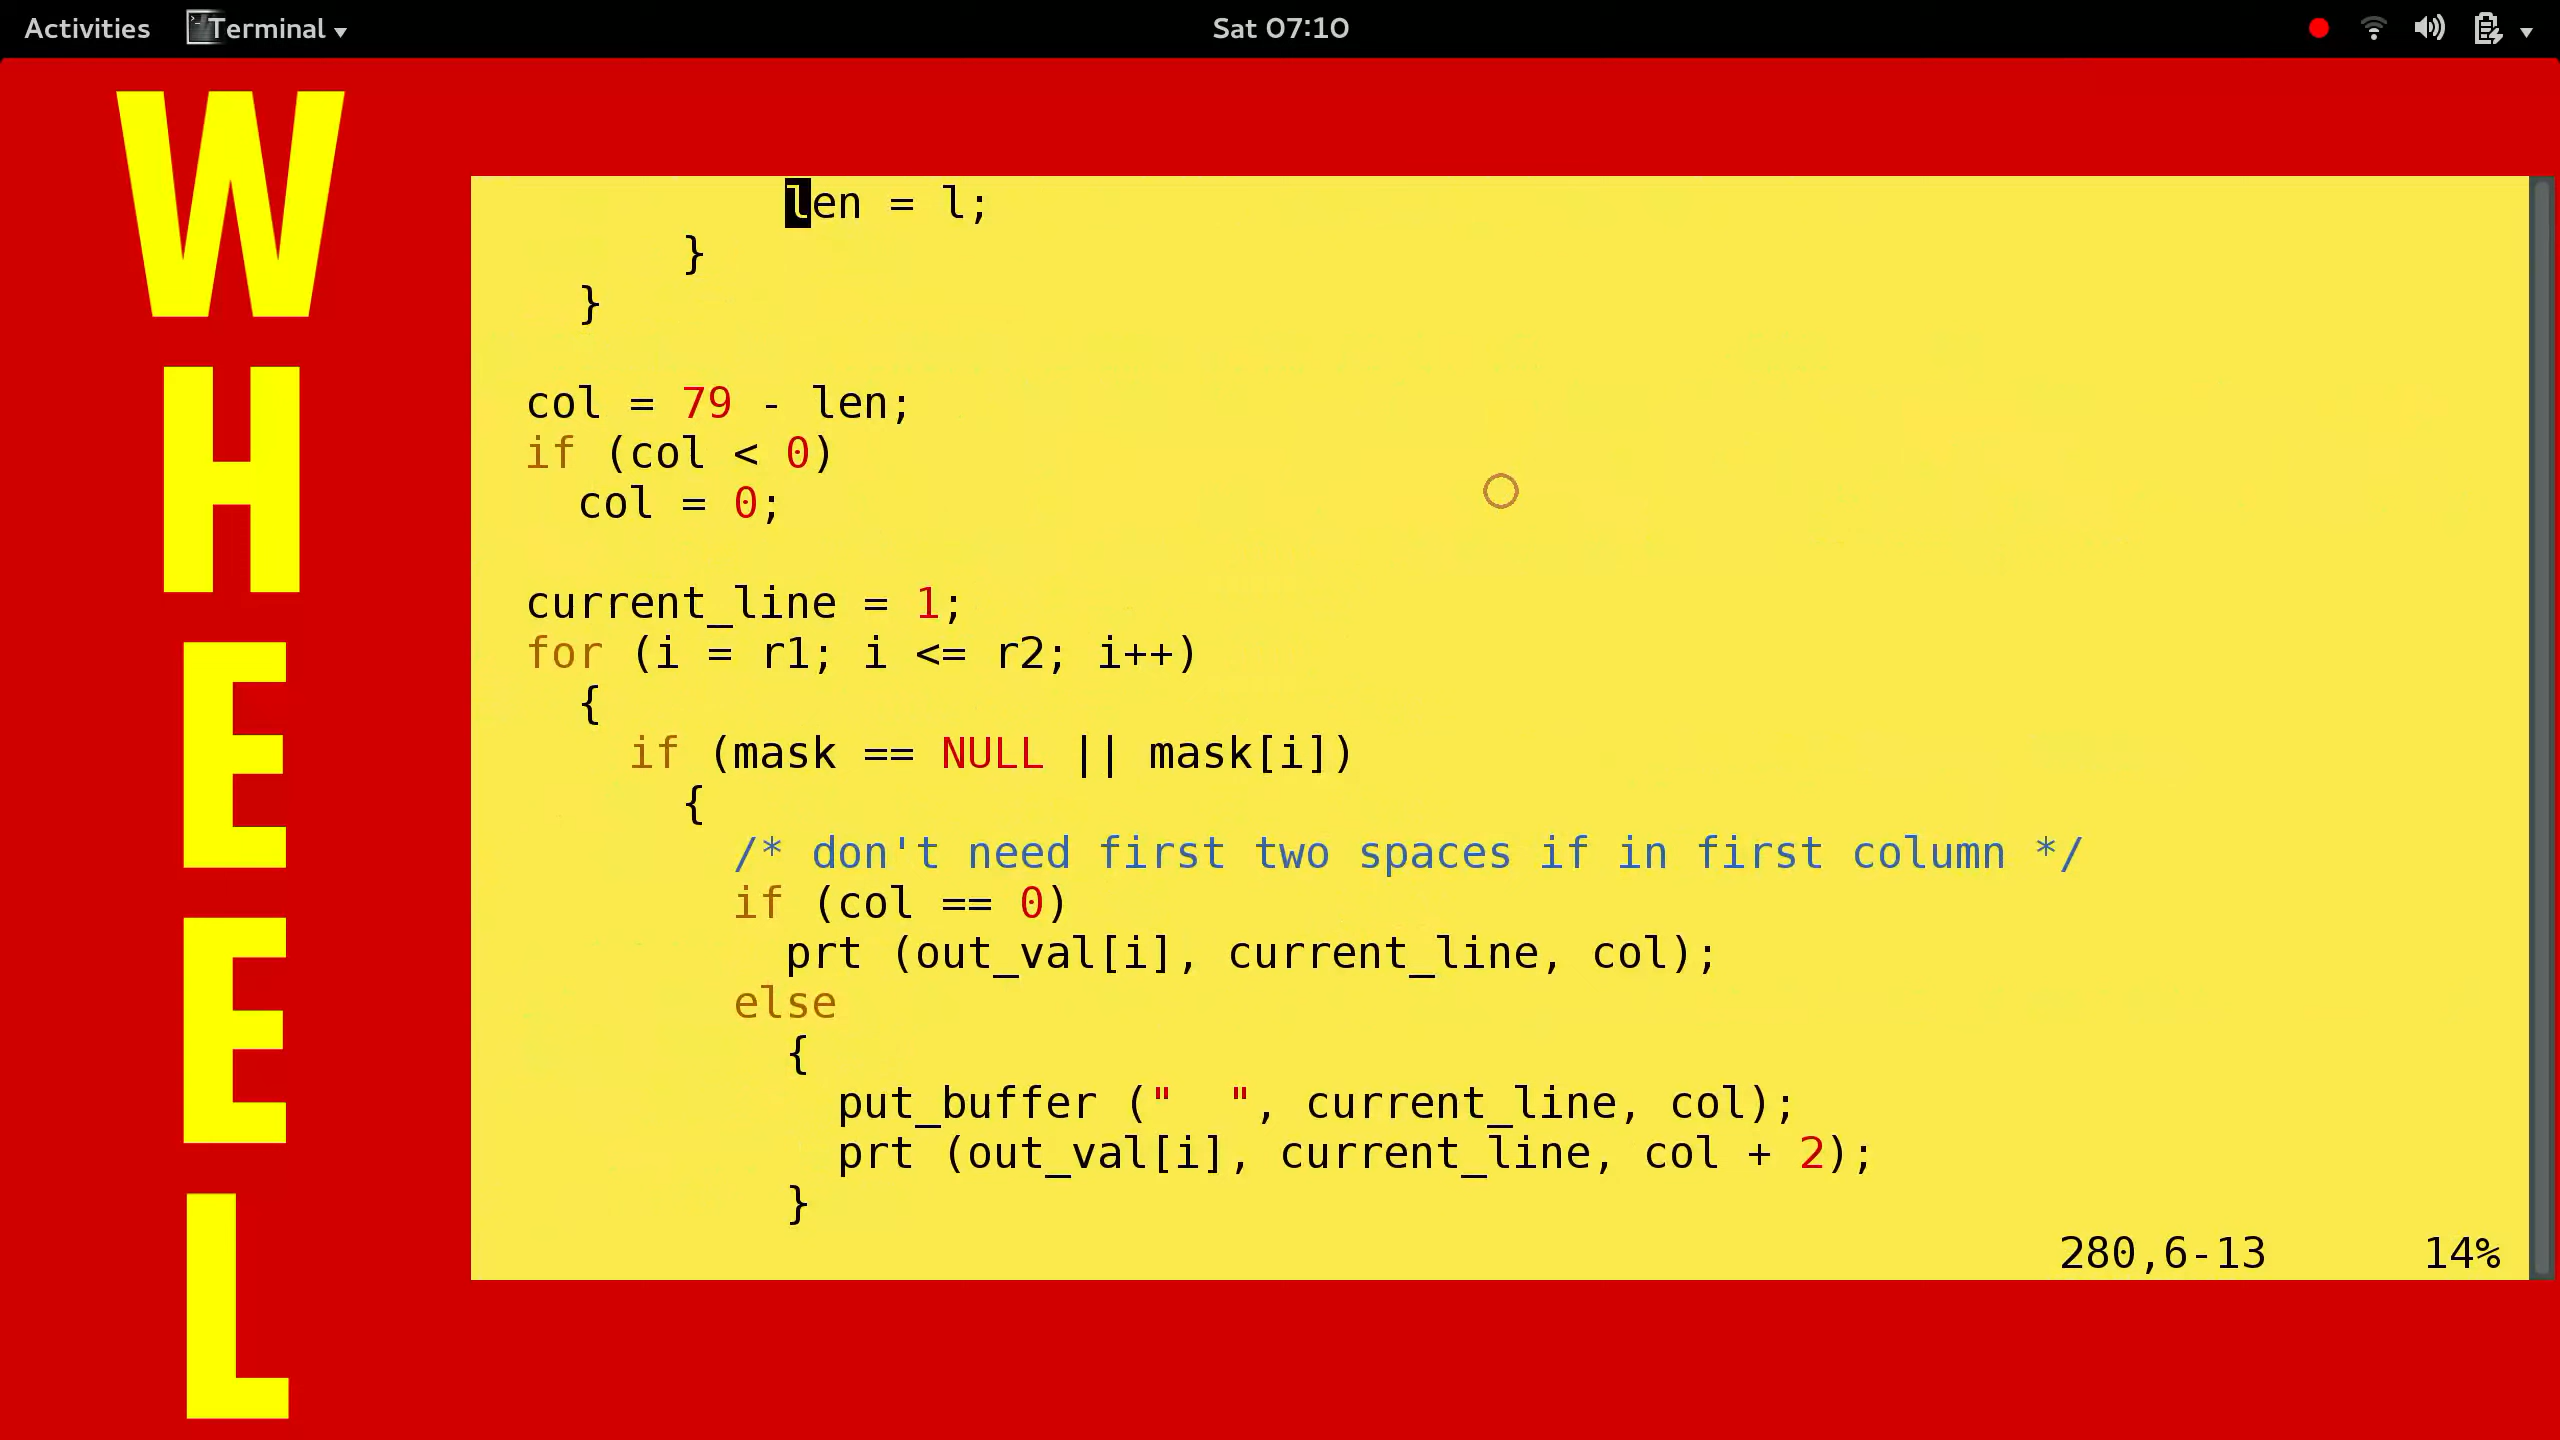 Activities Terminal Sat 07:10
WHEEL
len = l;
}
}
col = 79 - len;
if (col < 0)
col = 0;
current_line = 1;
for (i = r1; i <= r2; i++)
{
if (mask == NULL || mask[i])
{
/* don't need first two spaces if in first column */
if (col == 0)
prt (out_val[i], current_line, col);
else
{
put_buffer ("  ", current_line, col);
prt (out_val[i], current_line, col + 2);
}
280,6-13 14%